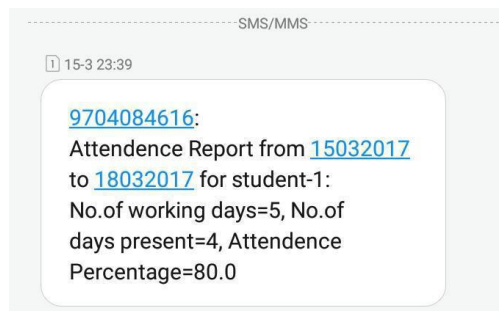 SMS/MMS
1 15-3 23:39
9704084616:
Attendence Report from 15032017
to 18032017 for student-1:
No.of working days=5, No.of
days present=4, Attendence
Percentage=80.0